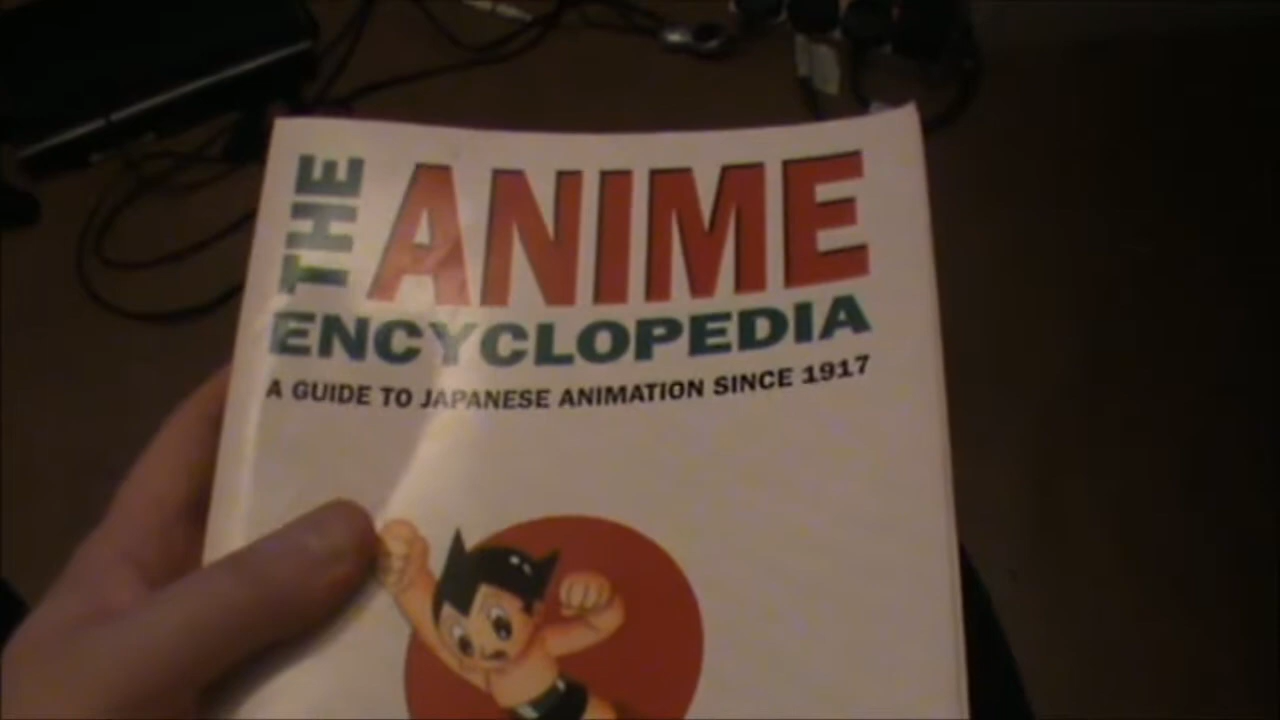 THE
ANIME
ENCYCLOPEDIA
A GUIDE TO JAPANESE ANIMATION SINCE 1917